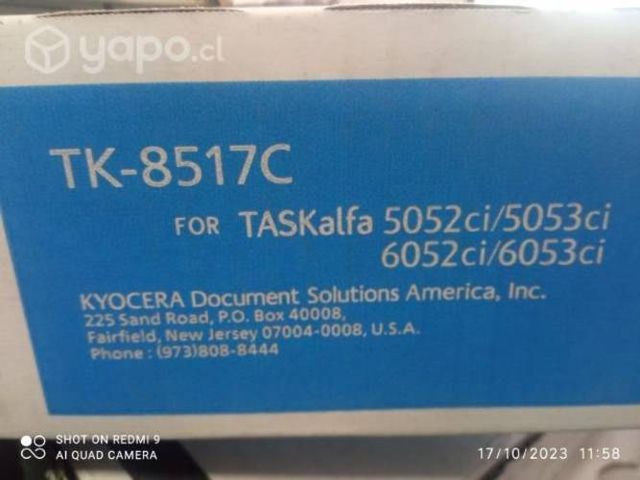 yapo.cl
TK-8517C
FOR TASKalfa 5052ci/5053ci
6052ci/6053ci
KYOCERA Document Solutions America, Inc.
225 Sand Road, P.O. Box 40008,
Fairfield, New Jersey 07004-0008, U.S.A.
Phone : (973)808-8444
SHOT ON REDMI 9
AI QUAD CAMERA
17/10/2023 11:58